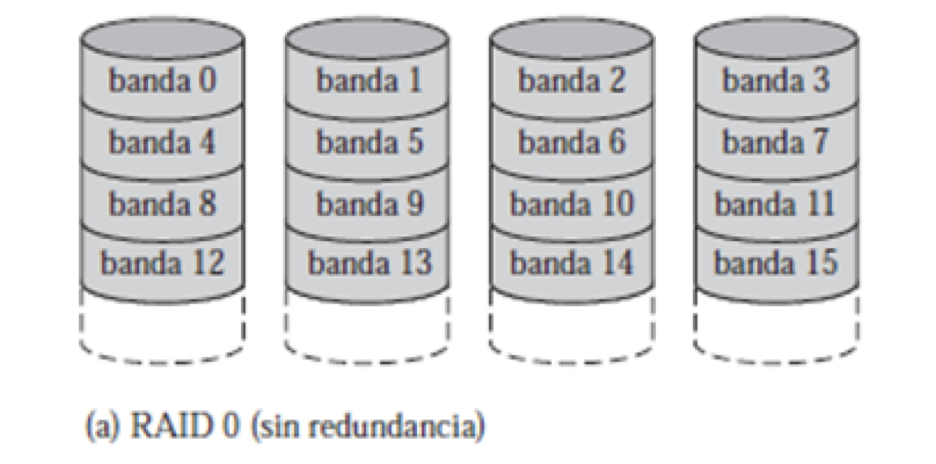 banda 0 banda 1 banda 2 banda 3
banda 4 banda 5 banda 6 banda 7
banda 8 banda 9 banda 10 banda 11
banda 12 banda 13 banda 14 banda 15
(a) RAID 0 (sin redundancia)